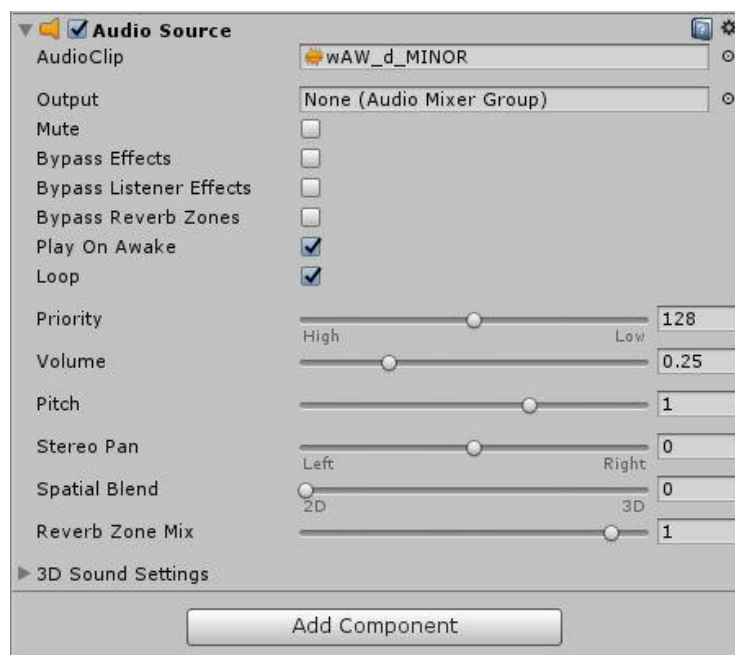 Audio Source
AudioClip wAW_d_MINOR
Output None (Audio Mixer Group)
Mute
Bypass Effects
Bypass Listener Effects
Bypass Reverb Zones
Play On Awake
Loop
Priority 128
High Low
Volume 0.25
Pitch 1
Stereo Pan 0
Left Right
Spatial Blend 0
2D 3D
Reverb Zone Mix 1
3D Sound Settings
Add Component